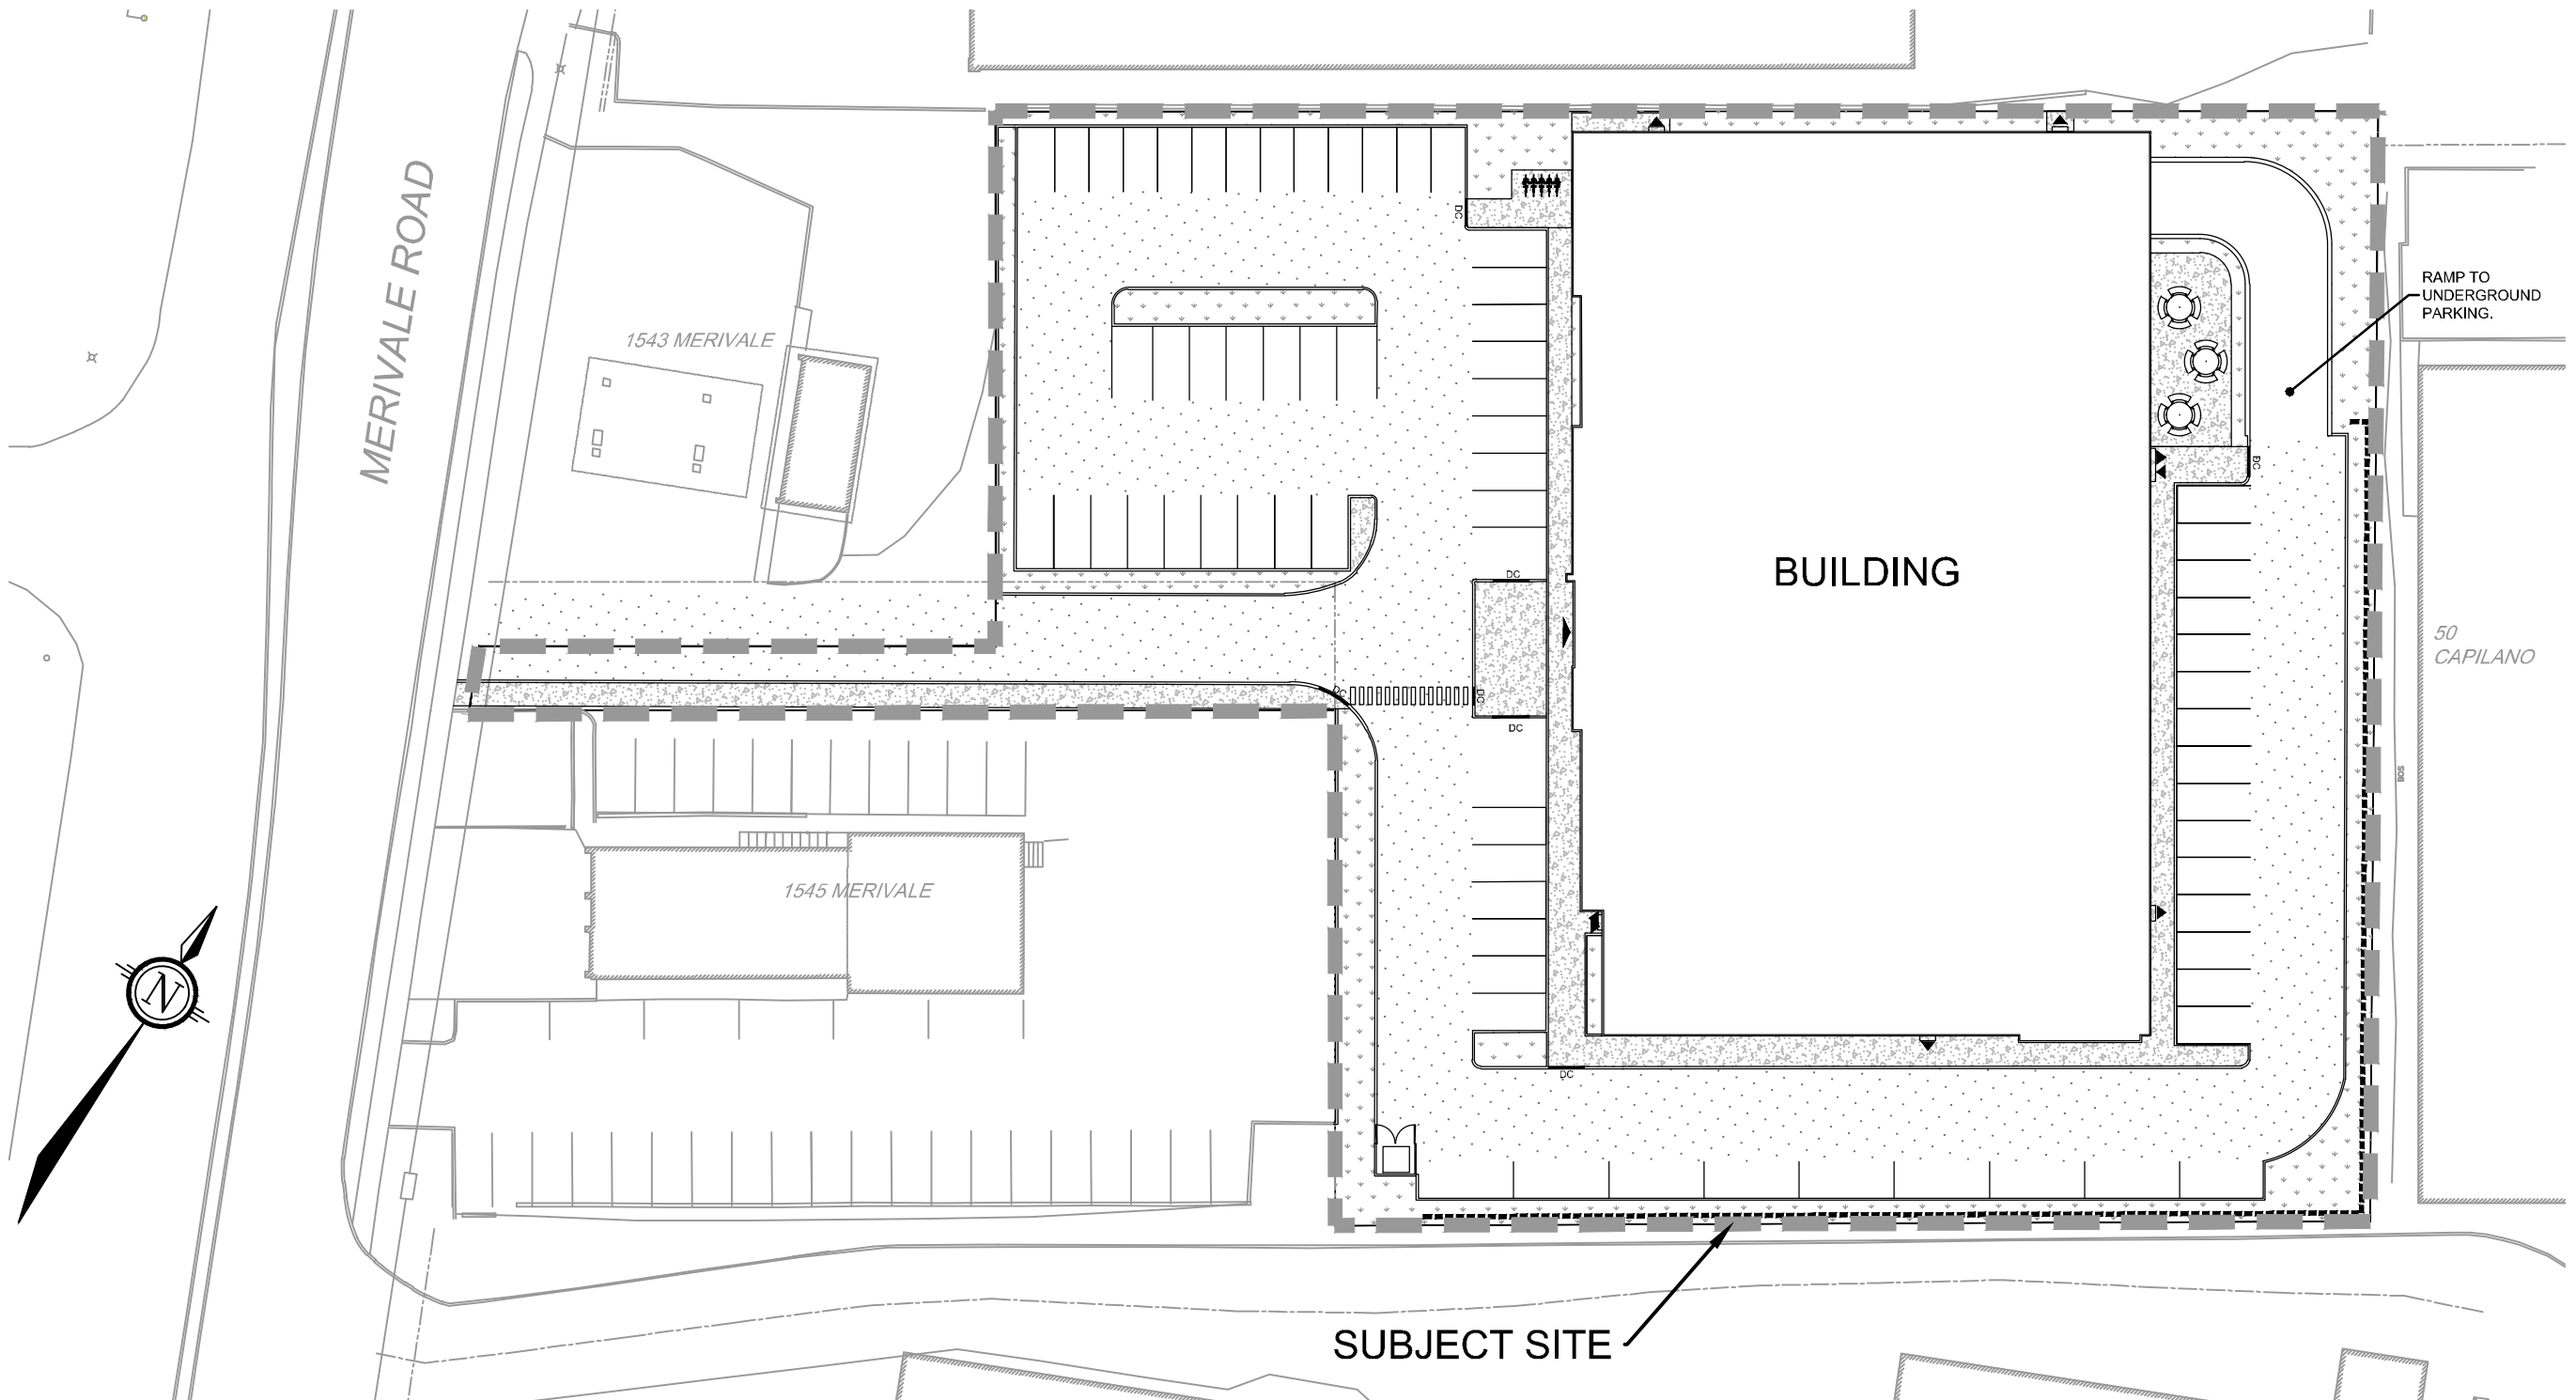 MERIVALE ROAD
1543 MERIVALE
DC
RAMP TO
UNDERGROUND
PARKING.
DC
BUILDING
DC
50
CAPILANO
DC
DC
DC
SOB
1545 MERIVALE
N
DC
SUBJECT SITE